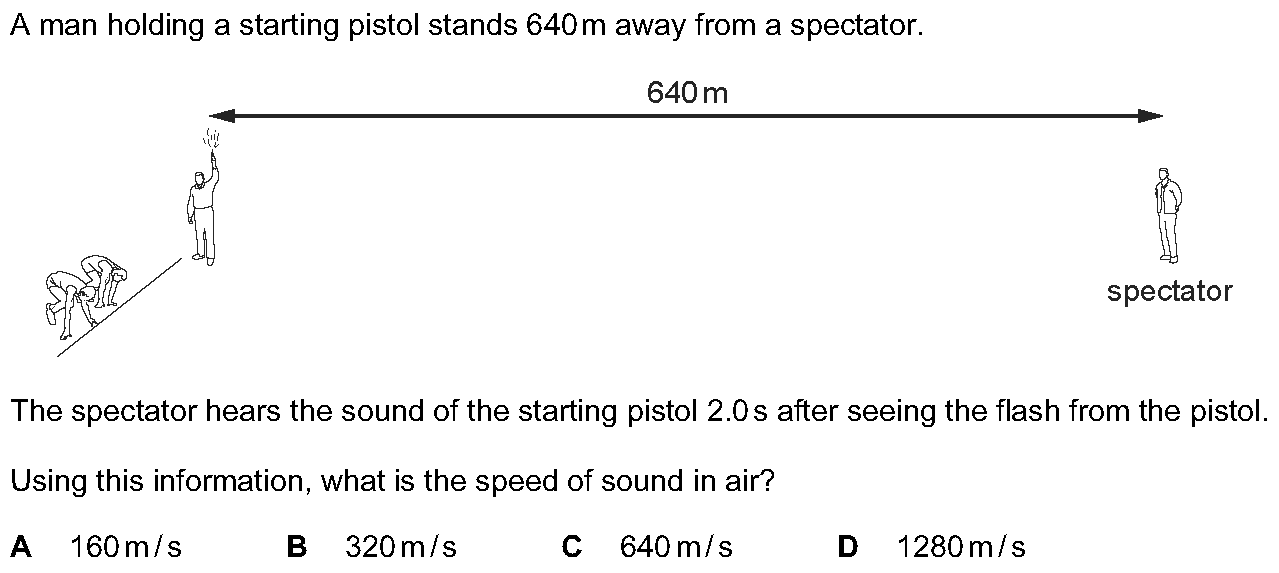 A man holding a starting pistol stands 640 m away from a spectator.
640 m
spectator
The spectator hears the sound of the starting pistol 2.0 s after seeing the flash from the pistol.
Using this information, what is the speed of sound in air?
A 160 m / s B 320 m / s C 640 m / s D 1280 m / s